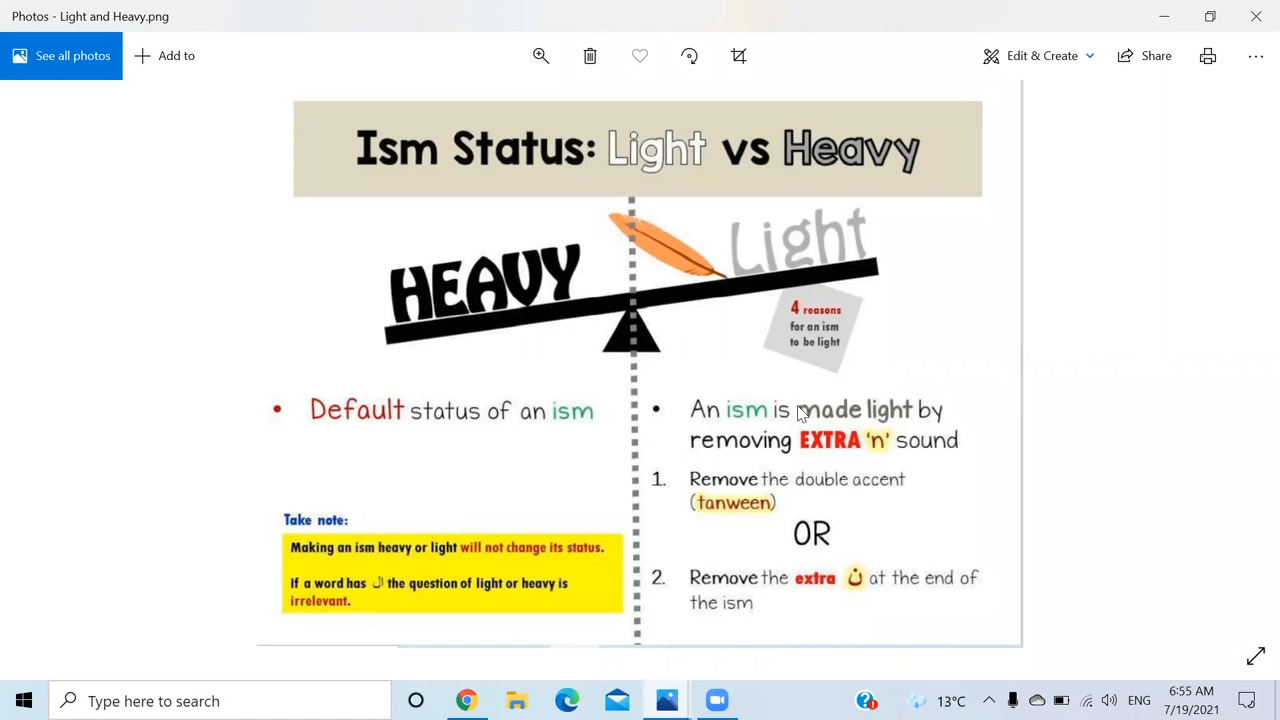 Photos - Light and Heavy.png
See all photos
Add to
Edit & Create
Share
Ism Status: Light vs Heavy
HEAVY
Light
4 reasons
for an ism
to be light
• Default status of an ism
• An ism is made light by
removing EXTRA 'n' sound
1. Remove the double accent
(tanween)
OR
2. Remove the extra نْ at the end of
the ism
Take note:
Making an ism heavy or light will not change its status.
If a word has ال the question of light or heavy is
irrelevant.
Type here to search
13°C
ENG
6:55 AM
7/19/2021